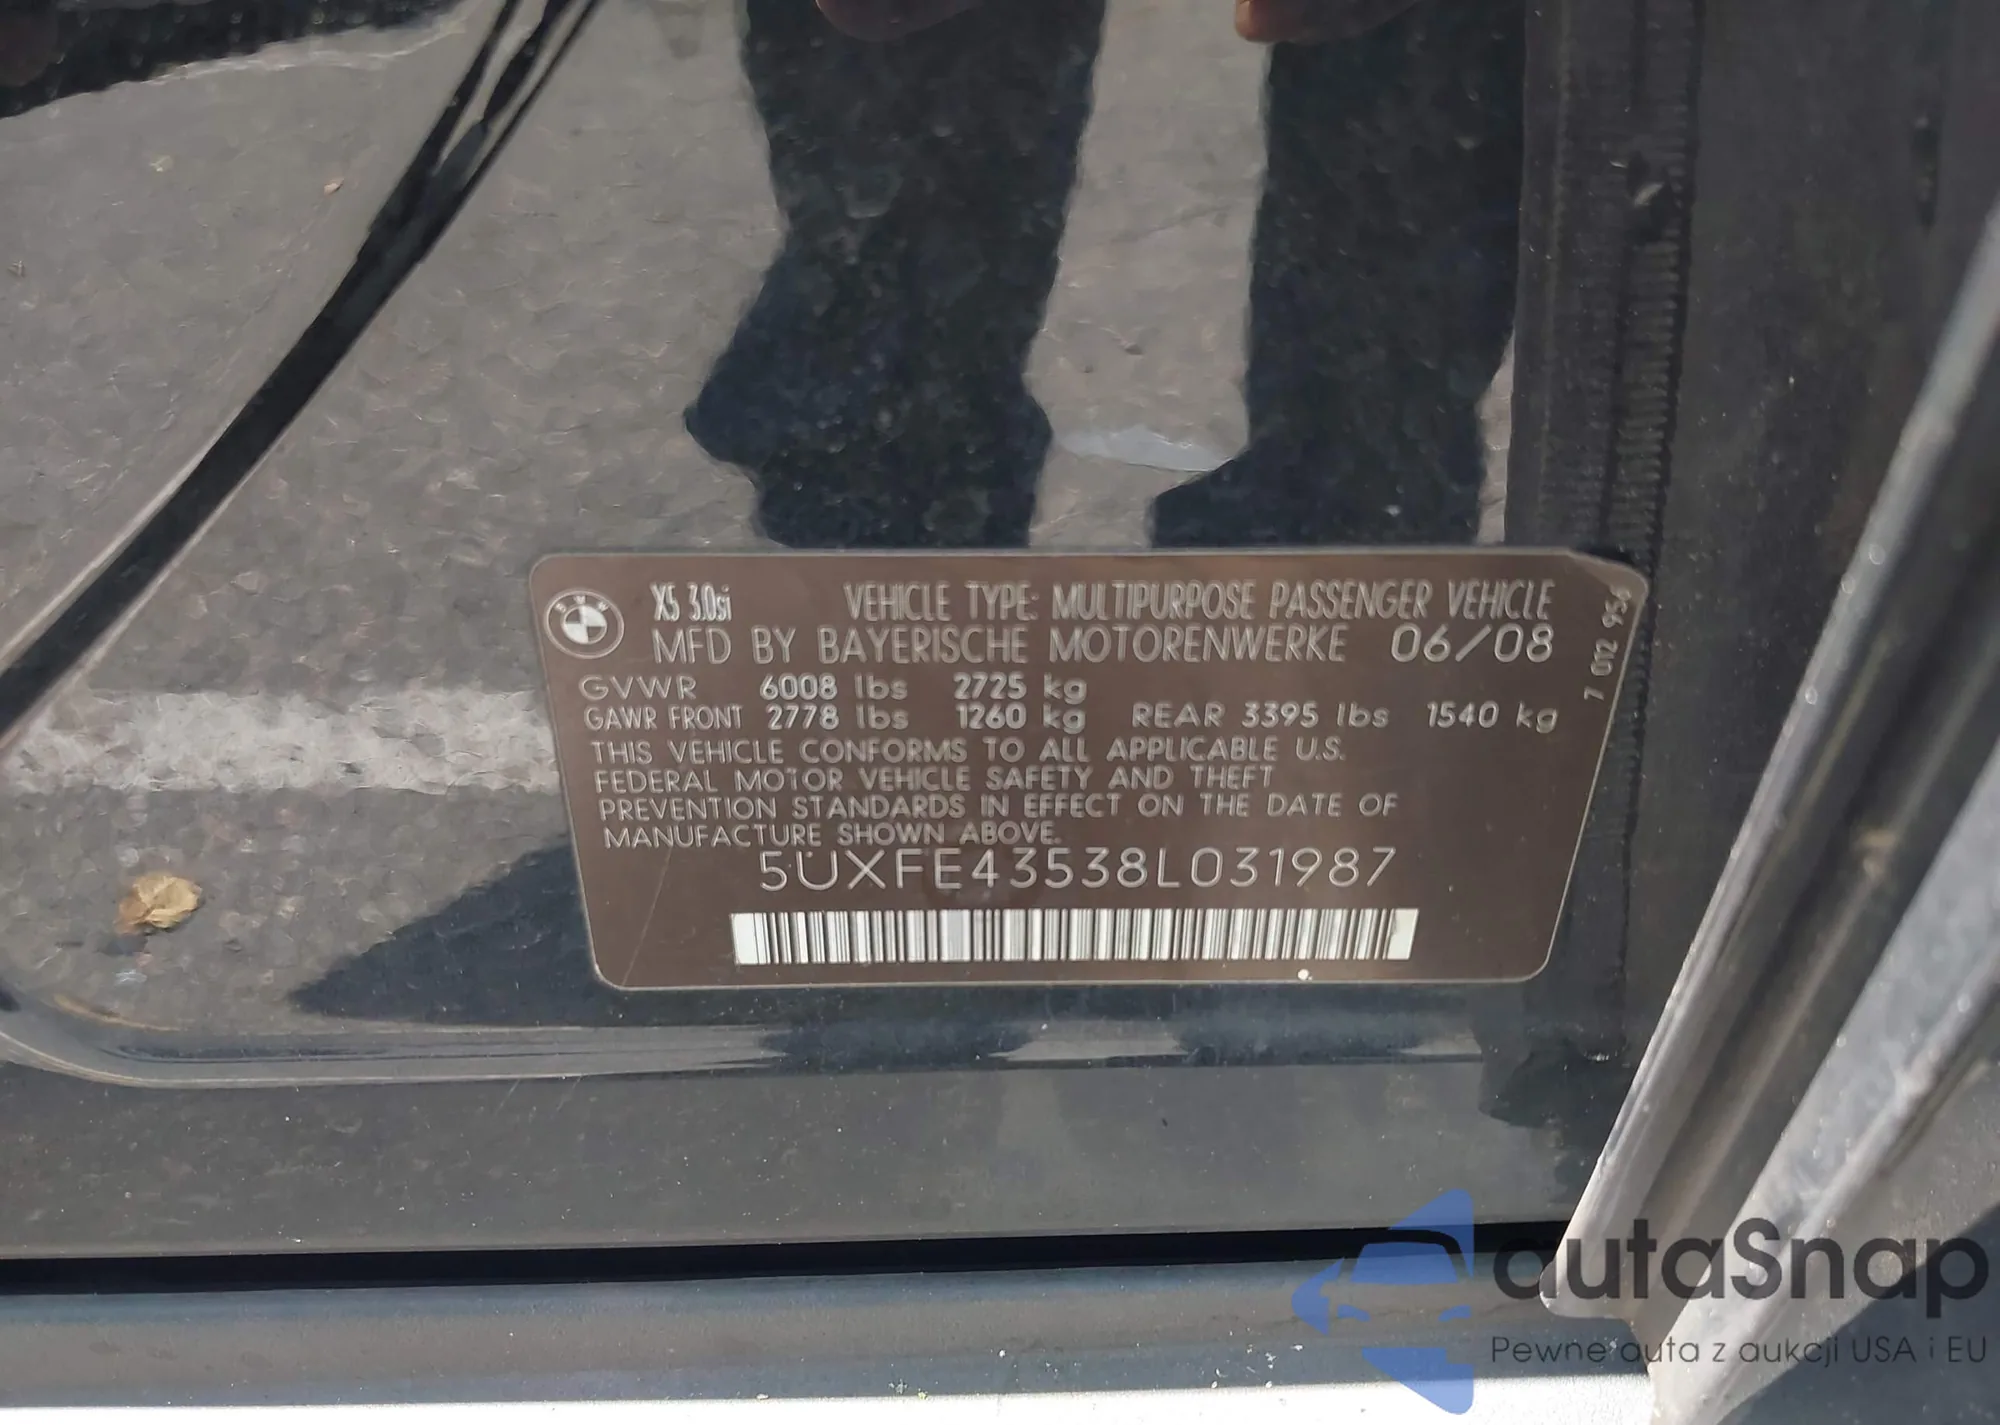 BMW
X5 3.0si VEHICLE TYPE: MULTIPURPOSE PASSENGER VEHICLE
MFD BY BAYERISCHE MOTORENWERKE 06/08
GVWR 6008 lbs 2725 kg
GAWR FRONT 2778 lbs 1260 kg REAR 3395 lbs 1540 kg
THIS VEHICLE CONFORMS TO ALL APPLICABLE U.S.
FEDERAL MOTOR VEHICLE SAFETY AND THEFT
PREVENTION STANDARDS IN EFFECT ON THE DATE OF
MANUFACTURE SHOWN ABOVE.
5UXFE43538L031987
7 012 956
autaSnap
Pewne auta z aukcji USA i EU